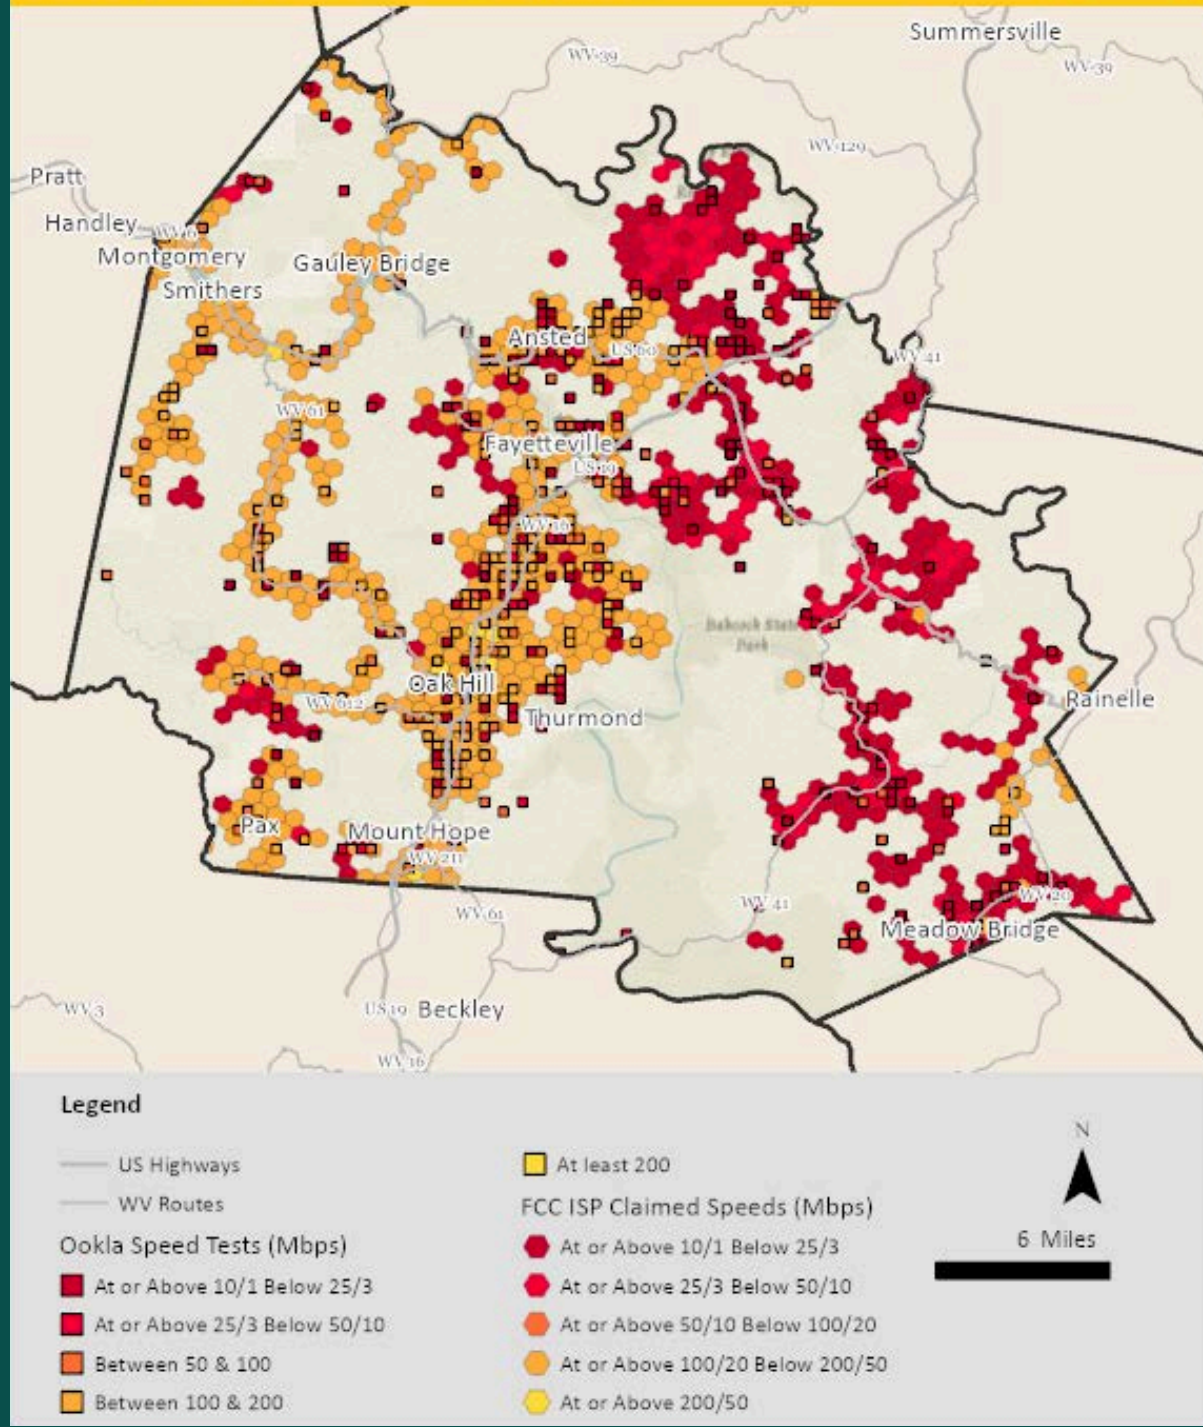 Summersville
WV-39
WV-39
WV-129
Pratt
Handley
WV-6
Montgomery
Gauley Bridge
Smithers
Ansted
US 60
WV-41
WV 61
Fayetteville
US 19
WV 16
Babcock State
Park
Oak Hill
WV 612
Thurmond
Rainelle
Pax
Mount Hope
WV 211
WV 61
WV 41
WV 20
Meadow Bridge
WV 3
US 19
Beckley
WV 16
Legend
US Highways
WV Routes
Ookla Speed Tests (Mbps)
At or Above 10/1 Below 25/3
At or Above 25/3 Below 50/10
Between 50 & 100
Between 100 & 200
At least 200
FCC ISP Claimed Speeds (Mbps)
At or Above 10/1 Below 25/3
At or Above 25/3 Below 50/10
At or Above 50/10 Below 100/20
At or Above 100/20 Below 200/50
At or Above 200/50
N
6 Miles